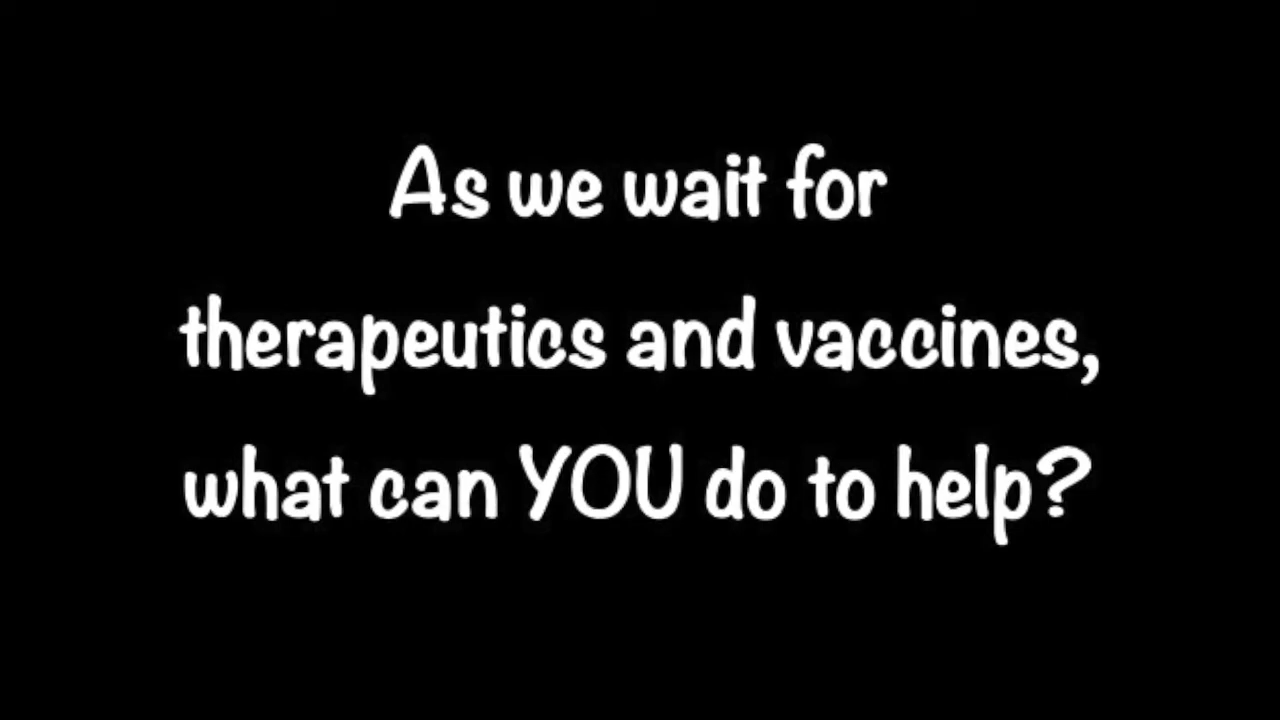 As we wait for
therapeutics and vaccines,
what can YOU do to help?